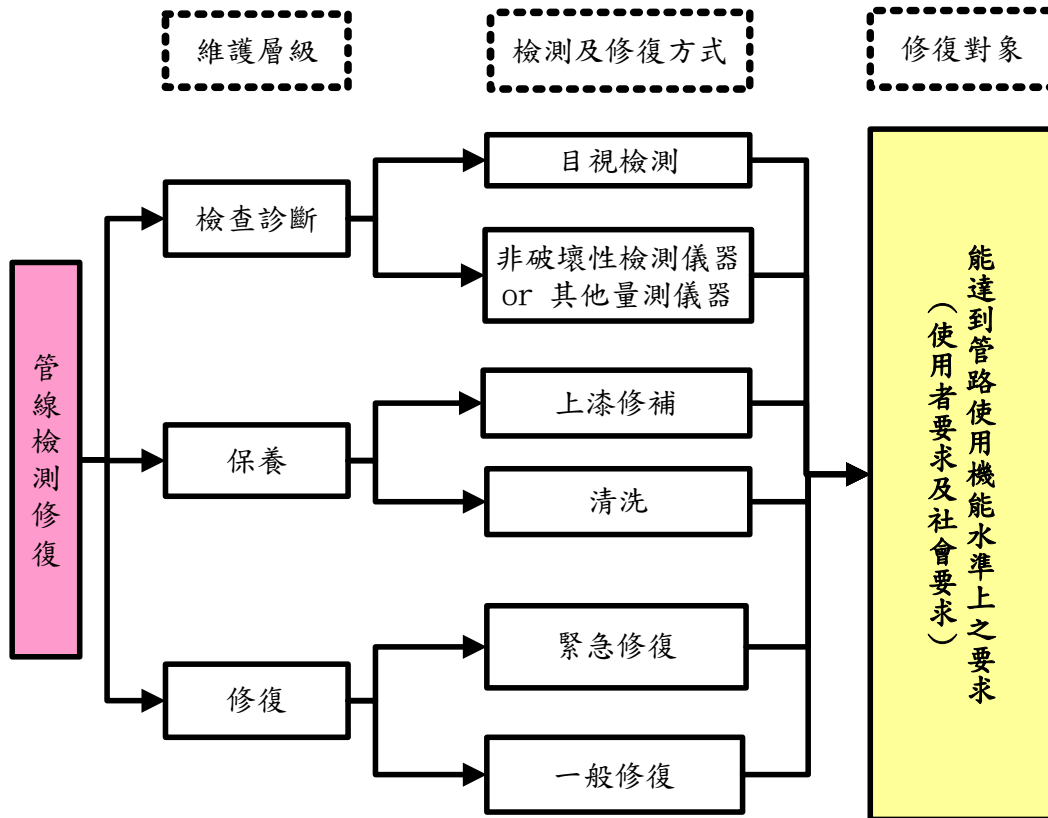 維護層級
檢測及修復方式
修復對象
管線檢測修復
檢查診斷
目視檢測
非破壞性檢測儀器
or 其他量測儀器
保養
上漆修補
清洗
修復
緊急修復
一般修復
能達到管路使用機能水準上之要求
（使用者要求及社會要求）